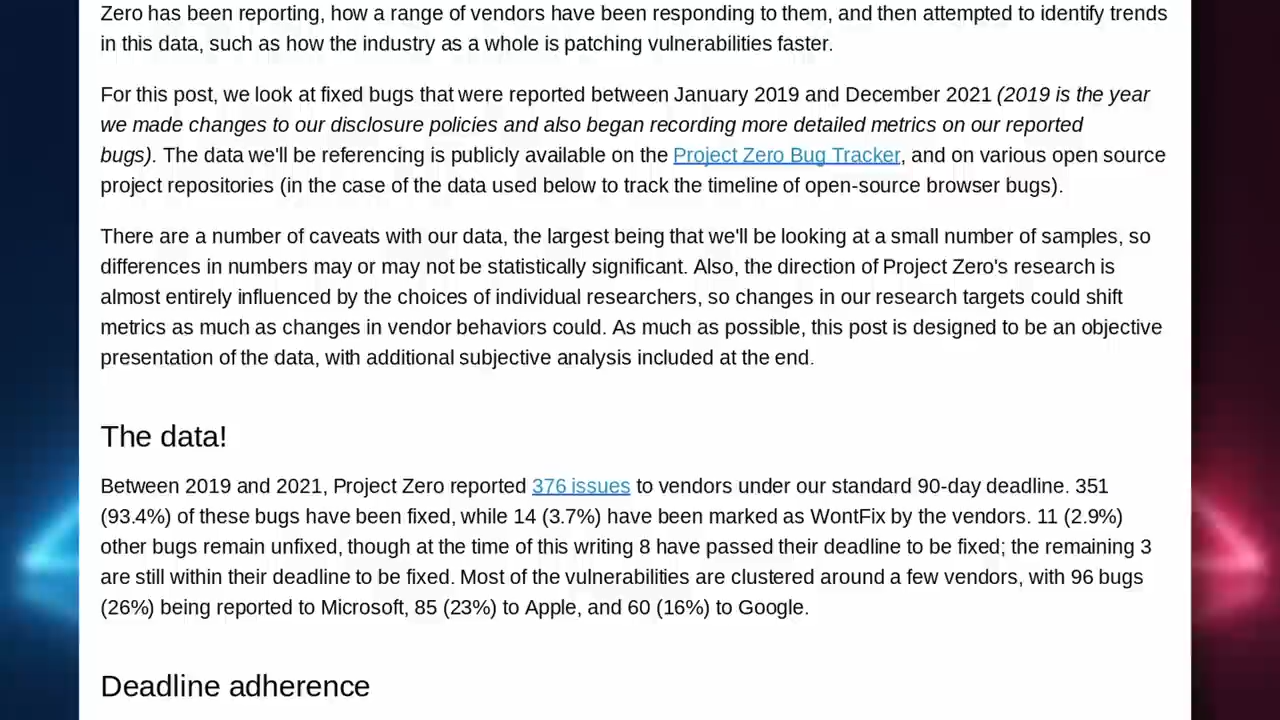 Zero has been reporting, how a range of vendors have been responding to them, and then attempted to identify trends
in this data, such as how the industry as a whole is patching vulnerabilities faster.
For this post, we look at fixed bugs that were reported between January 2019 and December 2021 (2019 is the year
we made changes to our disclosure policies and also began recording more detailed metrics on our reported
bugs). The data we'll be referencing is publicly available on the Project Zero Bug Tracker, and on various open source
project repositories (in the case of the data used below to track the timeline of open-source browser bugs).
There are a number of caveats with our data, the largest being that we'll be looking at a small number of samples, so
differences in numbers may or may not be statistically significant. Also, the direction of Project Zero's research is
almost entirely influenced by the choices of individual researchers, so changes in our research targets could shift
metrics as much as changes in vendor behaviors could. As much as possible, this post is designed to be an objective
presentation of the data, with additional subjective analysis included at the end.
The data!
Between 2019 and 2021, Project Zero reported 376 issues to vendors under our standard 90-day deadline. 351
(93.4%) of these bugs have been fixed, while 14 (3.7%) have been marked as WontFix by the vendors. 11 (2.9%)
other bugs remain unfixed, though at the time of this writing 8 have passed their deadline to be fixed; the remaining 3
are still within their deadline to be fixed. Most of the vulnerabilities are clustered around a few vendors, with 96 bugs
(26%) being reported to Microsoft, 85 (23%) to Apple, and 60 (16%) to Google.
Deadline adherence